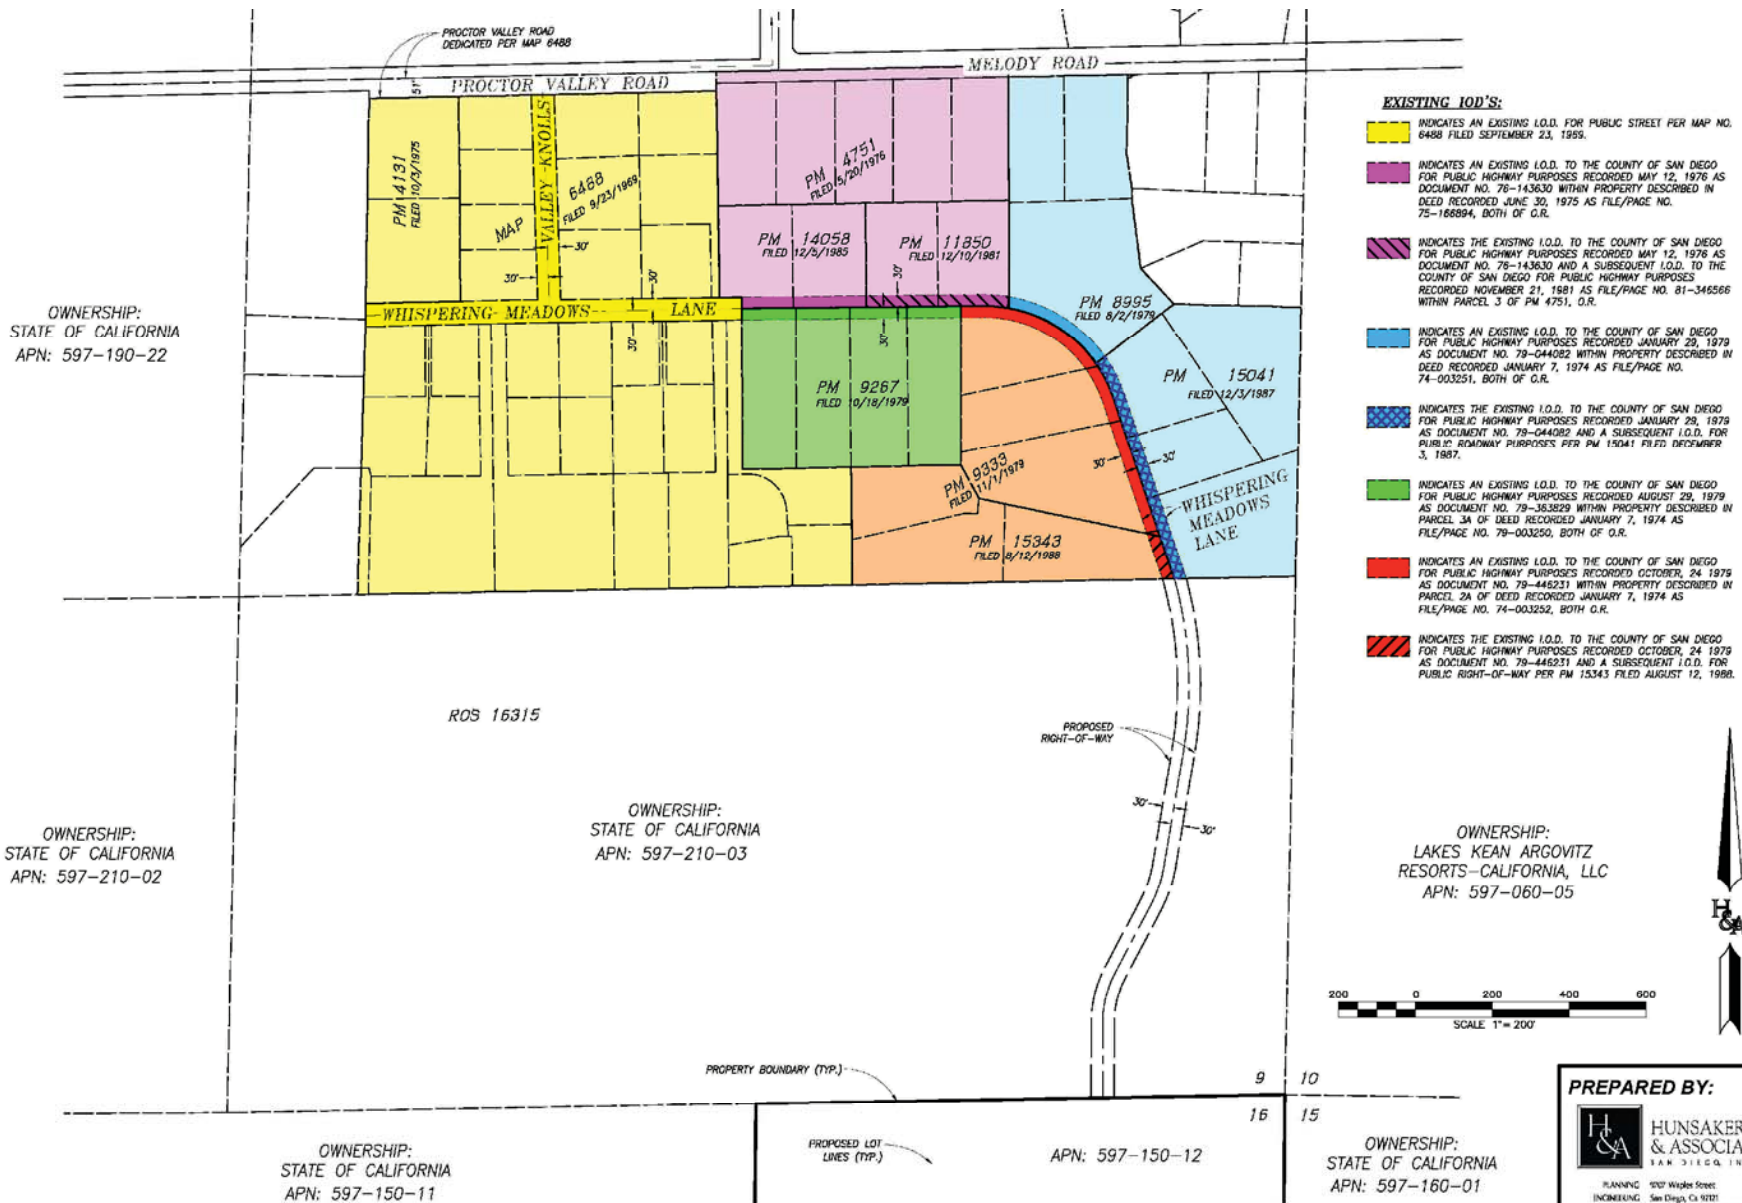 PROCTOR VALLEY ROAD
DEDICATED PER MAP 6488
51'
PROCTOR VALLEY ROAD
MELODY ROAD
PM 4131
FILED 10/3/1975
VALLEY KNOLLS
MAP 6488
FILED 9/23/1969
PM 4751
FILED 5/20/1976
PM 14058
FILED 12/5/1985
PM 11850
FILED 12/10/1981
PM 8995
FILED 8/2/1979
PM 15041
FILED 12/3/1987
30'
30'
30'
30'
30'
30'
WHISPERING MEADOWS LANE
PM 9267
FILED 10/18/1979
PM 9333
FILED 11/1/1979
30'
30'
WHISPERING
MEADOWS
LANE
PM 15343
FILED 8/12/1988
OWNERSHIP:
STATE OF CALIFORNIA
APN: 597-190-22
EXISTING IOD'S:
INDICATES AN EXISTING I.O.D. FOR PUBLIC STREET PER MAP NO.
6488 FILED SEPTEMBER 23, 1969.
INDICATES AN EXISTING I.O.D. TO THE COUNTY OF SAN DIEGO
FOR PUBLIC HIGHWAY PURPOSES RECORDED MAY 12, 1976 AS
DOCUMENT NO. 76-143630 WITHIN PROPERTY DESCRIBED IN
DEED RECORDED JUNE 30, 1975 AS FILE/PAGE NO.
75-166894, BOTH OF O.R.
INDICATES THE EXISTING I.O.D. TO THE COUNTY OF SAN DIEGO
FOR PUBLIC HIGHWAY PURPOSES RECORDED MAY 12, 1976 AS
DOCUMENT NO. 76-143630 AND A SUBSEQUENT I.O.D. TO THE
COUNTY OF SAN DIEGO FOR PUBLIC HIGHWAY PURPOSES
RECORDED NOVEMBER 21, 1981 AS FILE/PAGE NO. 81-346566
WITHIN PARCEL 3 OF PM 4751, O.R.
INDICATES AN EXISTING I.O.D. TO THE COUNTY OF SAN DIEGO
FOR PUBLIC HIGHWAY PURPOSES RECORDED JANUARY 29, 1979
AS DOCUMENT NO. 79-044082 WITHIN PROPERTY DESCRIBED IN
DEED RECORDED JANUARY 7, 1974 AS FILE/PAGE NO.
74-003251, BOTH OF O.R.
INDICATES THE EXISTING I.O.D. TO THE COUNTY OF SAN DIEGO
FOR PUBLIC HIGHWAY PURPOSES RECORDED JANUARY 29, 1979
AS DOCUMENT NO. 79-044082 AND A SUBSEQUENT I.O.D. FOR
PUBLIC ROADWAY PURPOSES PER PM 15041 FILED DECEMBER
3, 1987.
INDICATES AN EXISTING I.O.D. TO THE COUNTY OF SAN DIEGO
FOR PUBLIC HIGHWAY PURPOSES RECORDED AUGUST 29, 1979
AS DOCUMENT NO. 79-363829 WITHIN PROPERTY DESCRIBED IN
PARCEL 3A OF DEED RECORDED JANUARY 7, 1974 AS
FILE/PAGE NO. 79-003250, BOTH OF O.R.
INDICATES AN EXISTING I.O.D. TO THE COUNTY OF SAN DIEGO
FOR PUBLIC HIGHWAY PURPOSES RECORDED OCTOBER, 24 1979
AS DOCUMENT NO. 79-446231 WITHIN PROPERTY DESCRIBED IN
PARCEL 2A OF DEED RECORDED JANUARY 7, 1974 AS
FILE/PAGE NO. 74-003252, BOTH O.R.
INDICATES THE EXISTING I.O.D. TO THE COUNTY OF SAN DIEGO
FOR PUBLIC HIGHWAY PURPOSES RECORDED OCTOBER, 24 1979
AS DOCUMENT NO. 79-446231 AND A SUBSEQUENT I.O.D. FOR
PUBLIC RIGHT-OF-WAY PER PM 15343 FILED AUGUST 12, 1988.
ROS 16315
PROPOSED
RIGHT-OF-WAY
30'
30'
OWNERSHIP:
STATE OF CALIFORNIA
APN: 597-210-02
OWNERSHIP:
STATE OF CALIFORNIA
APN: 597-210-03
OWNERSHIP:
LAKES KEAN ARGOVITZ
RESORTS-CALIFORNIA, LLC
APN: 597-060-05
H&A
200 0 200 400 600
SCALE 1"= 200'
PROPERTY BOUNDARY (TYP.)
9 10
16 15
PROPOSED LOT
LINES (TYP.)
APN: 597-150-12
OWNERSHIP:
STATE OF CALIFORNIA
APN: 597-150-11
OWNERSHIP:
STATE OF CALIFORNIA
APN: 597-160-01
PREPARED BY:
H&A
HUNSAKER
& ASSOCIA
SAN DIEGO, IN
PLANNING 9707 Waples Street
ENGINEERING San Diego, Ca 92121